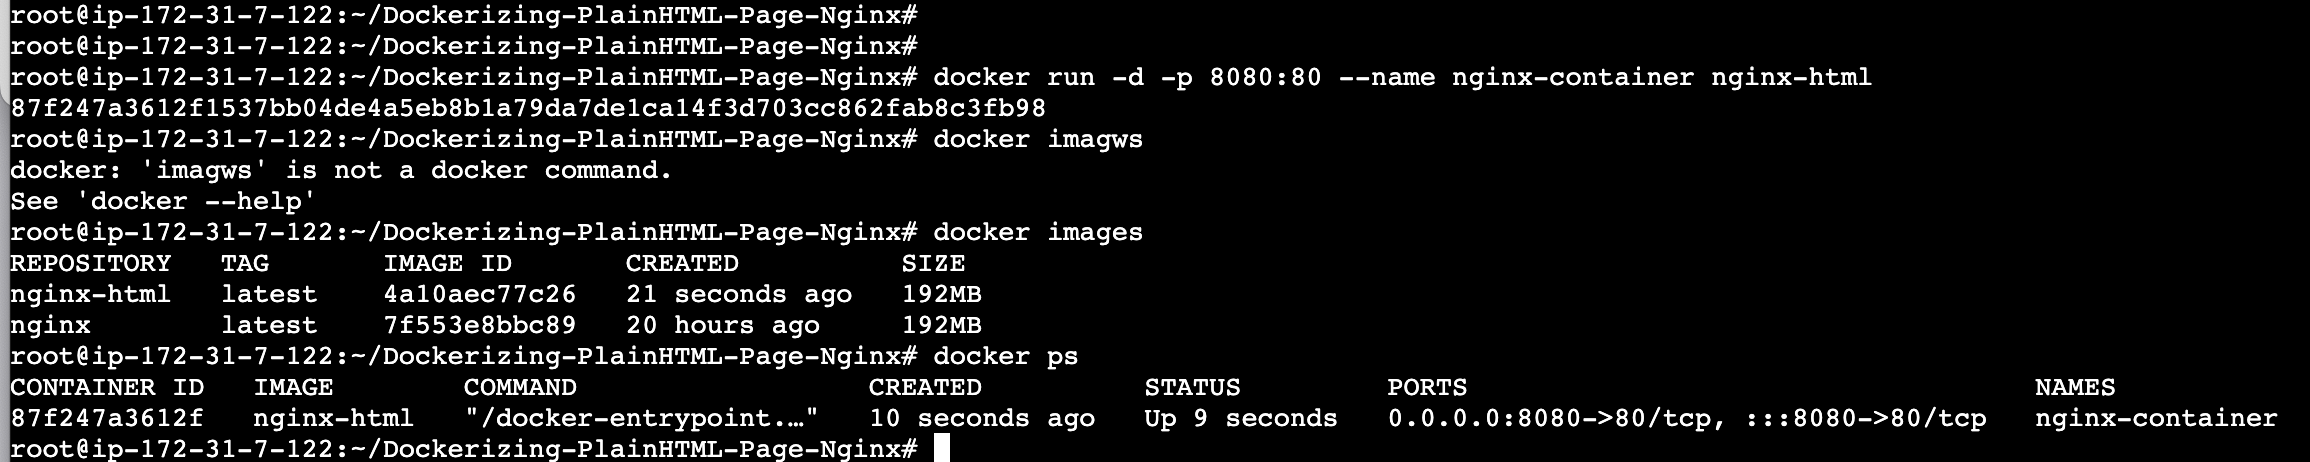 root@ip-172-31-7-122:~/Dockerizing-PlainHTML-Page-Nginx#
root@ip-172-31-7-122:~/Dockerizing-PlainHTML-Page-Nginx#
root@ip-172-31-7-122:~/Dockerizing-PlainHTML-Page-Nginx# docker run -d -p 8080:80 --name nginx-container nginx-html
87f247a3612f1537bb04de4a5eb8b1a79da7de1ca14f3d703cc862fab8c3fb98
root@ip-172-31-7-122:~/Dockerizing-PlainHTML-Page-Nginx# docker imagws
docker: 'imagws' is not a docker command.
See 'docker --help'
root@ip-172-31-7-122:~/Dockerizing-PlainHTML-Page-Nginx# docker images
REPOSITORY   TAG       IMAGE ID       CREATED          SIZE
nginx-html   latest    4a10aec77c26   21 seconds ago   192MB
nginx        latest    7f553e8bbc89   20 hours ago     192MB
root@ip-172-31-7-122:~/Dockerizing-PlainHTML-Page-Nginx# docker ps
CONTAINER ID   IMAGE        COMMAND                  CREATED          STATUS         PORTS                                   NAMES
87f247a3612f   nginx-html   "/docker-entrypoint.…"   10 seconds ago   Up 9 seconds   0.0.0.0:8080->80/tcp, :::8080->80/tcp   nginx-container
root@ip-172-31-7-122:~/Dockerizing-PlainHTML-Page-Nginx#